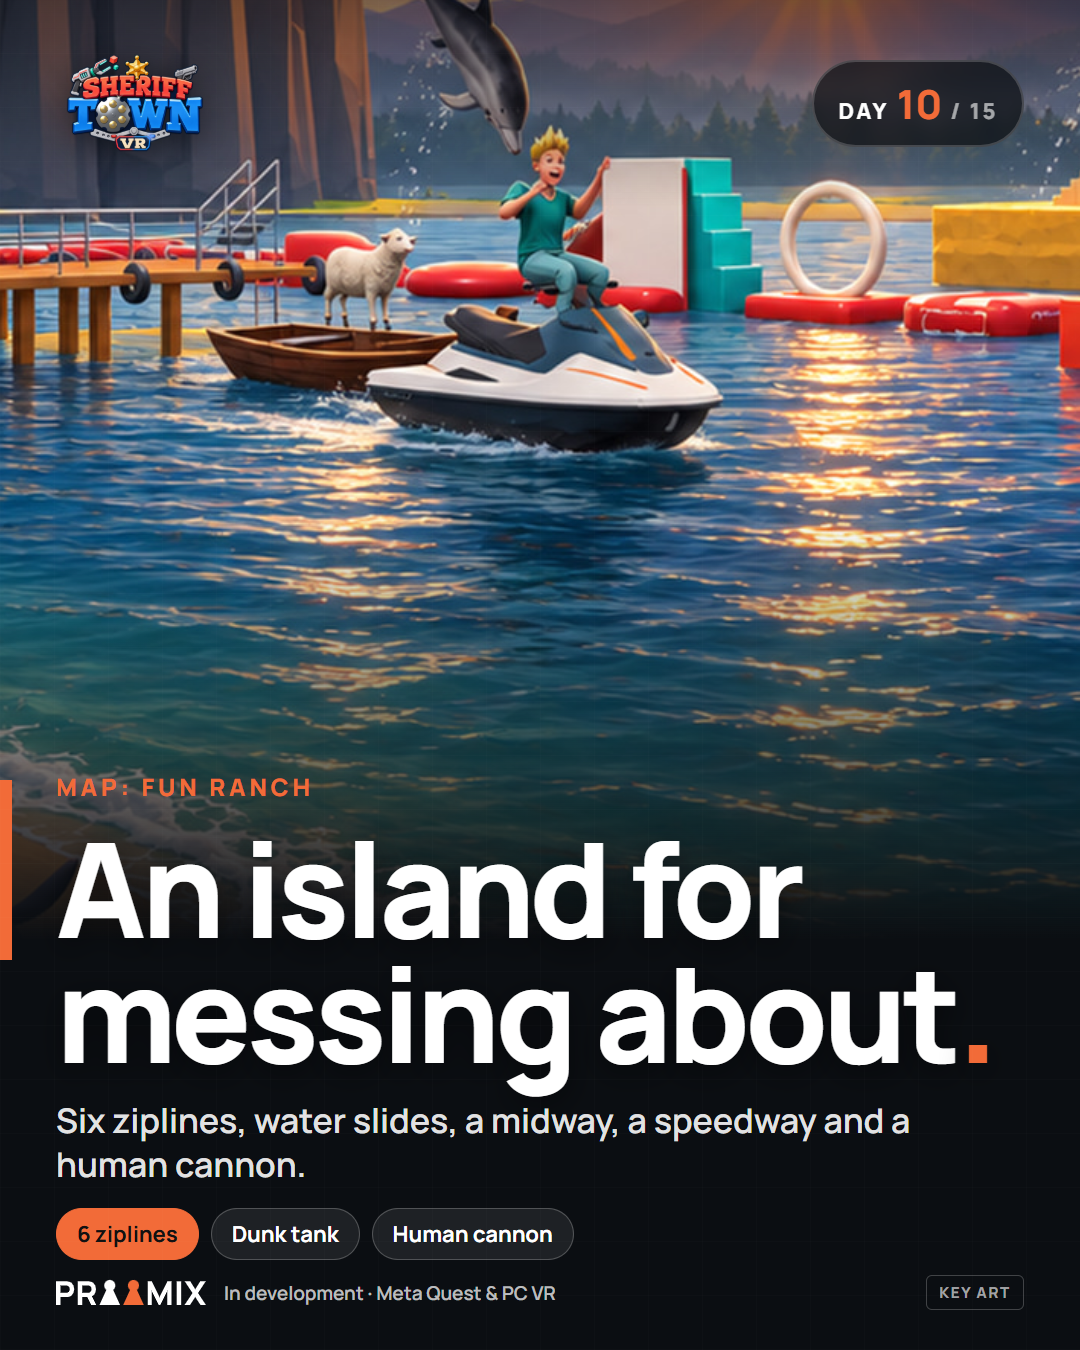 SHERIFF
TOWN
VR
DAY 10 / 15
MAP: FUN RANCH
An island for
messing about.
Six ziplines, water slides, a midway, a speedway and a
human cannon.
6 ziplines
Dunk tank
Human cannon
PRAMIX
In development · Meta Quest & PC VR
KEY ART